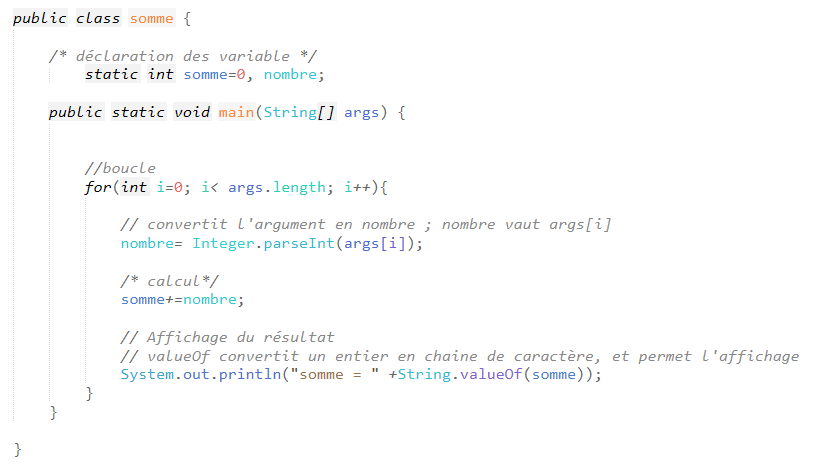 public class somme {
/* déclaration des variable */
static int somme=0, nombre;
public static void main(String[] args) {
//boucle
for(int i=0; i< args.length; i++){
// convertit l'argument en nombre ; nombre vaut args[i]
nombre= Integer.parseInt(args[i]);
/* calcul*/
somme+=nombre;
// Affichage du résultat
// valueOf convertit un entier en chaine de caractère, et permet l'affichage
System.out.println("somme = " +String.valueOf(somme));
}
}
}